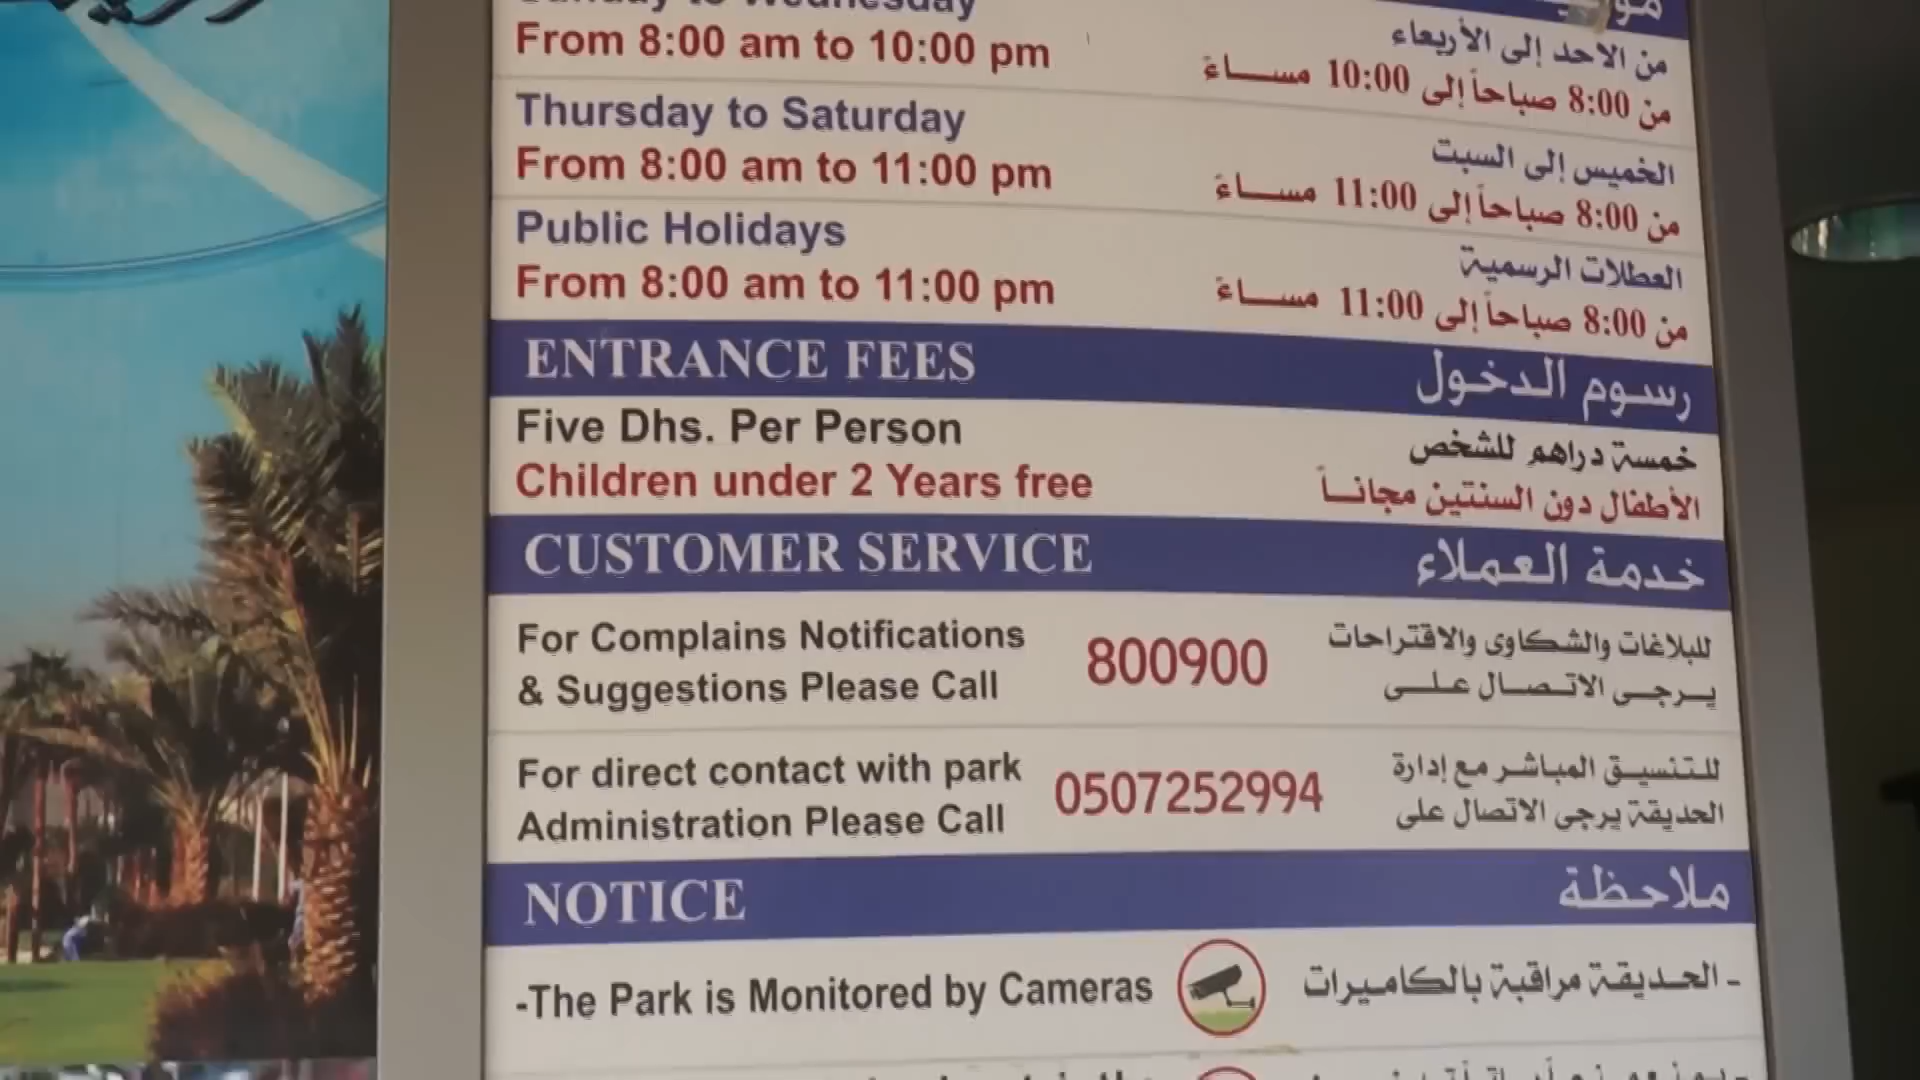 Sunday to Wednesday
From 8:00 am to 10:00 pm
من الاحد إلى الأربعاء
من 8:00 صباحاً إلى 10:00 مساءً
Thursday to Saturday
From 8:00 am to 11:00 pm
الخميس إلى السبت
من 8:00 صباحاً إلى 11:00 مساءً
Public Holidays
From 8:00 am to 11:00 pm
العطلات الرسمية
من 8:00 صباحاً إلى 11:00 مساءً
ENTRANCE FEES
رسوم الدخول
Five Dhs. Per Person
خمسة دراهم للشخص
Children under 2 Years free
الأطفال دون السنتين مجاناً
CUSTOMER SERVICE
خدمة العملاء
For Complains Notifications
& Suggestions Please Call
800900
للبلاغات والشكاوى والاقتراحات
يرجى الاتصال على
For direct contact with park
Administration Please Call
0507252994
للتنسيق المباشر مع إدارة
الحديقة يرجى الاتصال على
NOTICE
ملاحظة
-The Park is Monitored by Cameras
- الحديقة مراقبة بالكاميرات